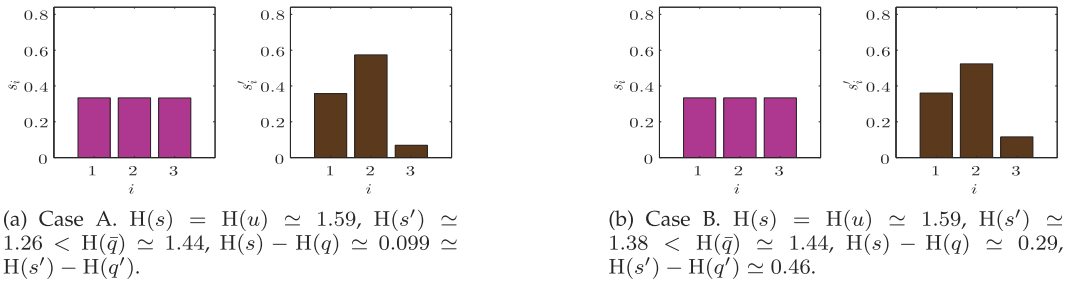 0.8
0.6
0.4
0.2
0
s_i
1 2 3
i
0.8
0.6
0.4
0.2
0
s′_i
1 2 3
i
(a) Case A. H(s) = H(u) ≃ 1.59, H(s′) ≃
1.26 < H(q̄) ≃ 1.44, H(s) − H(q) ≃ 0.099 ≃
H(s′) − H(q′).
0.8
0.6
0.4
0.2
0
s_i
1 2 3
i
0.8
0.6
0.4
0.2
0
s′_i
1 2 3
i
(b) Case B. H(s) = H(u) ≃ 1.59, H(s′) ≃
1.38 < H(q̄) ≃ 1.44, H(s) − H(q) ≃ 0.29,
H(s′) − H(q′) ≃ 0.46.